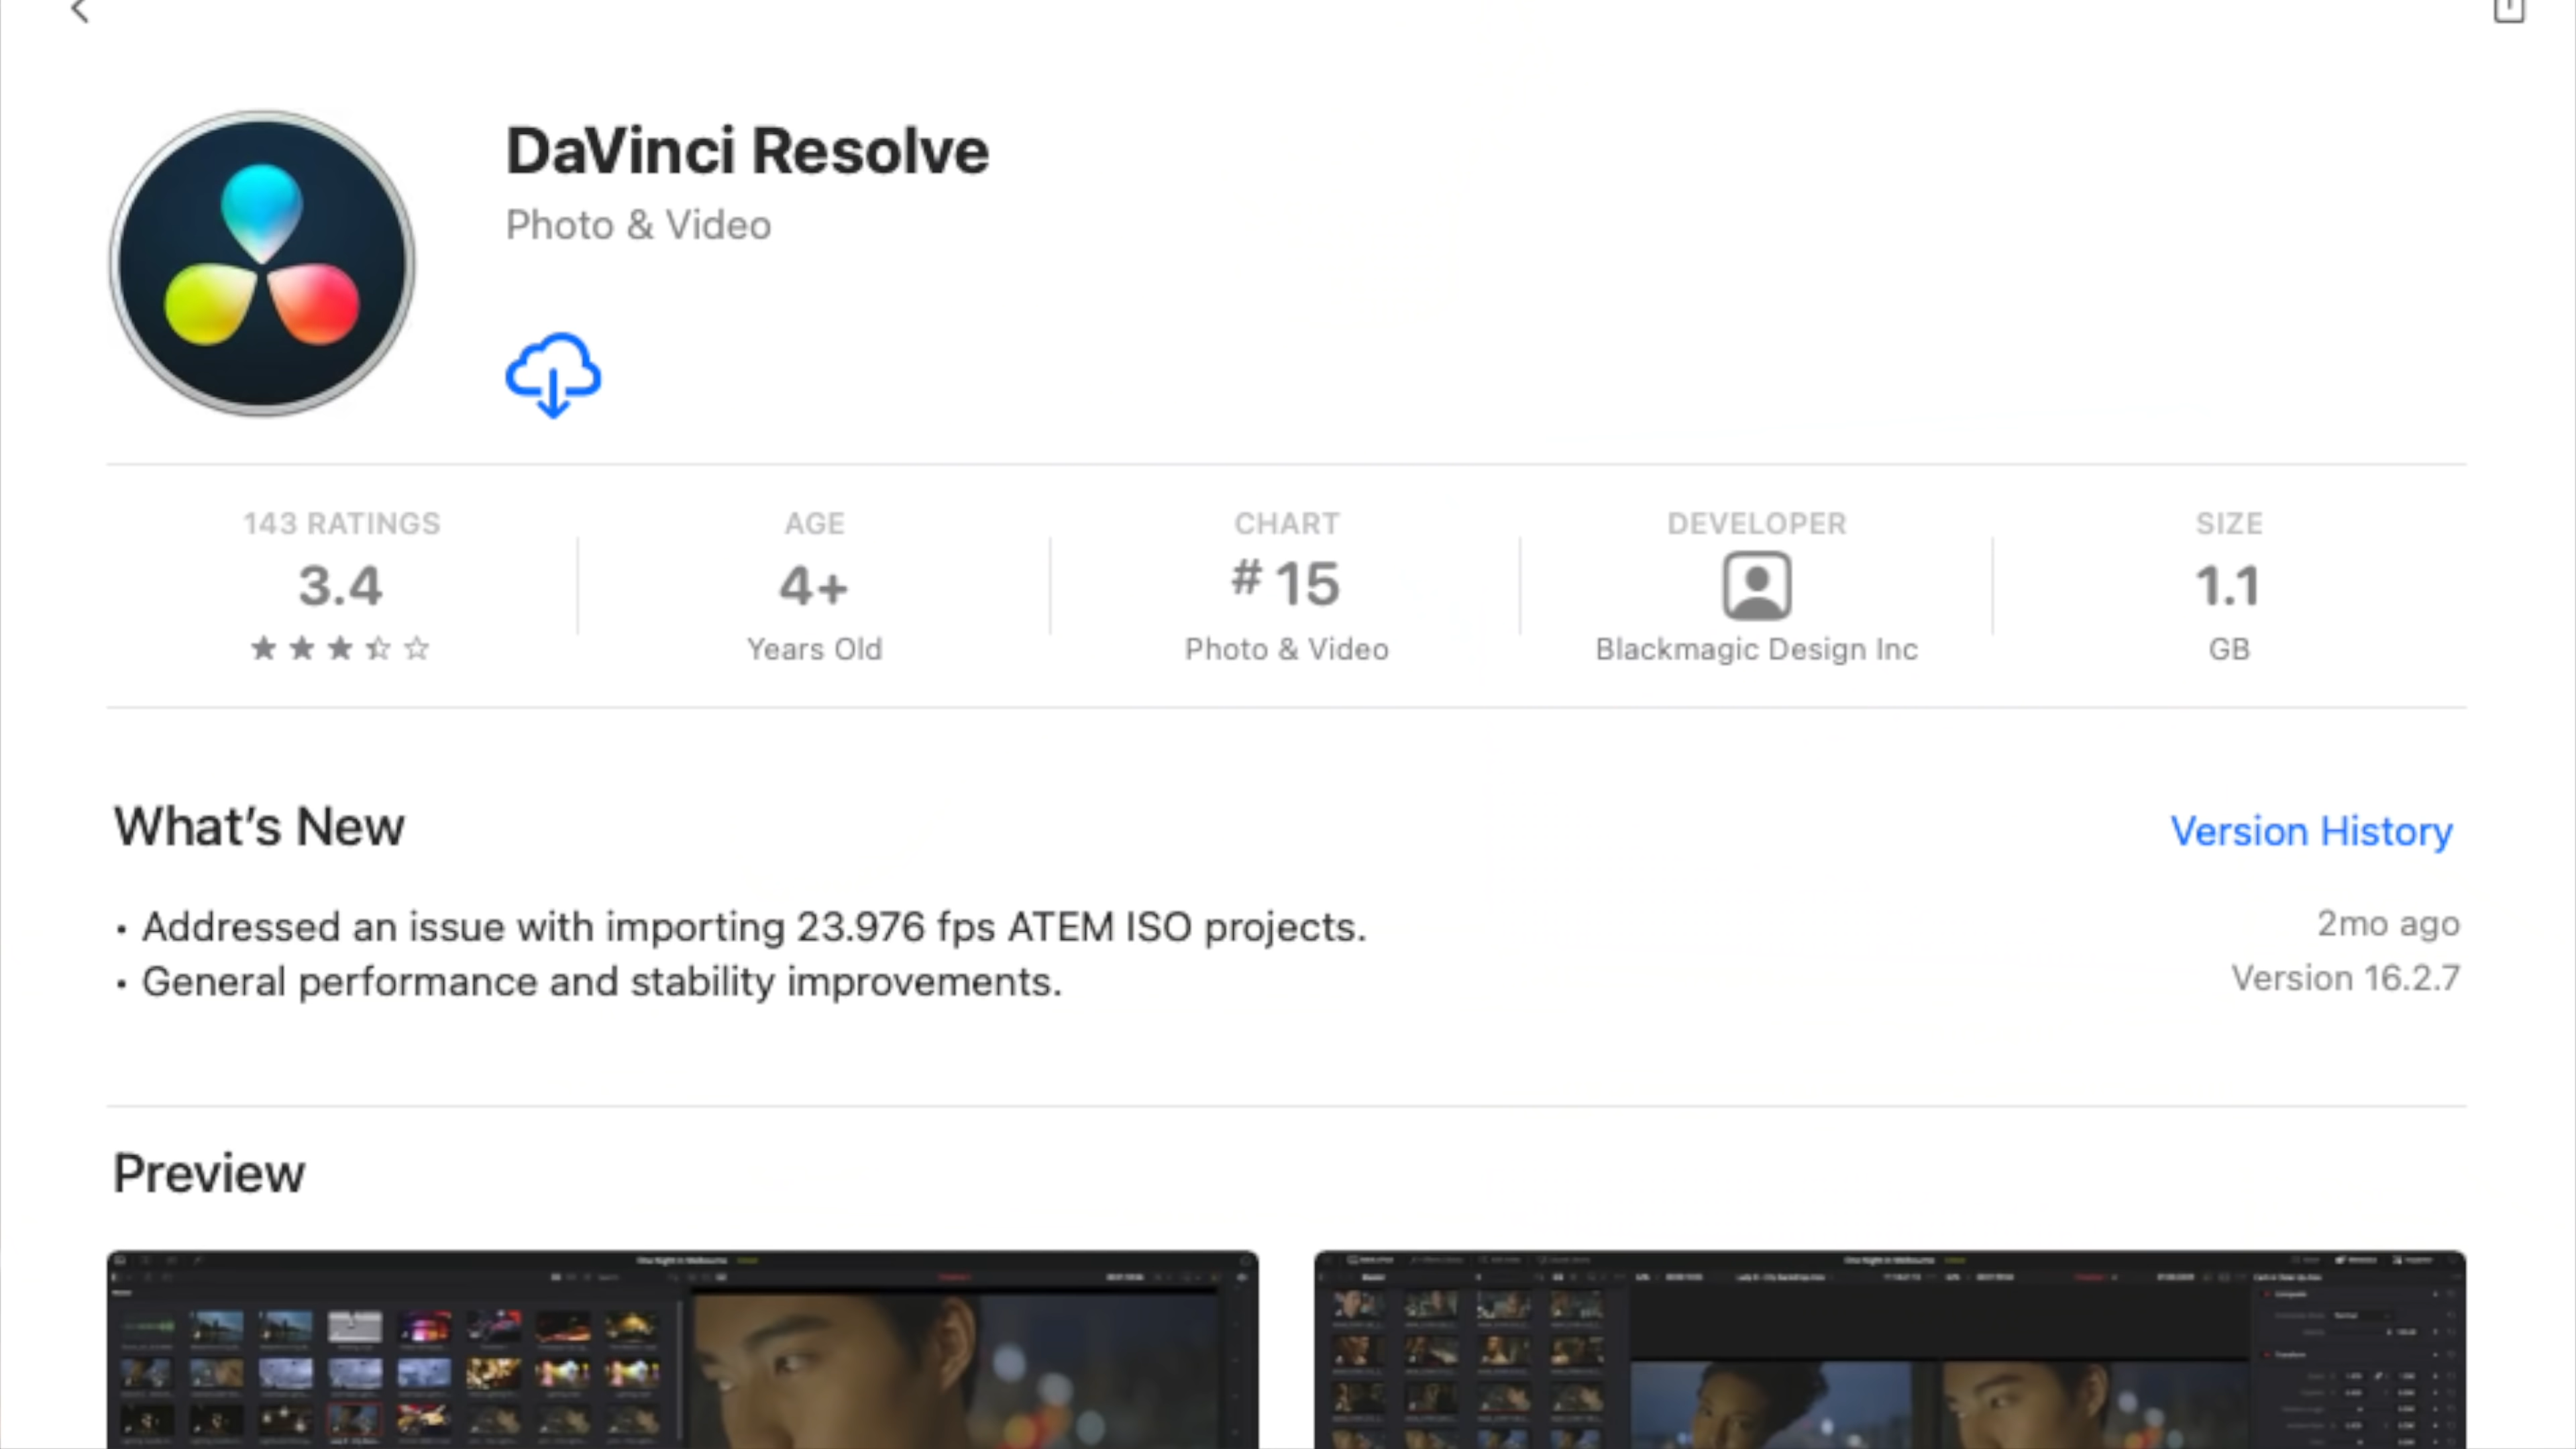 DaVinci Resolve
Photo & Video
143 RATINGS
3.4
AGE
4+
Years Old
CHART
# 15
Photo & Video
DEVELOPER
Blackmagic Design Inc
SIZE
1.1
GB
What's New
Version History
• Addressed an issue with importing 23.976 fps ATEM ISO projects.
• General performance and stability improvements.
2mo ago
Version 16.2.7
Preview